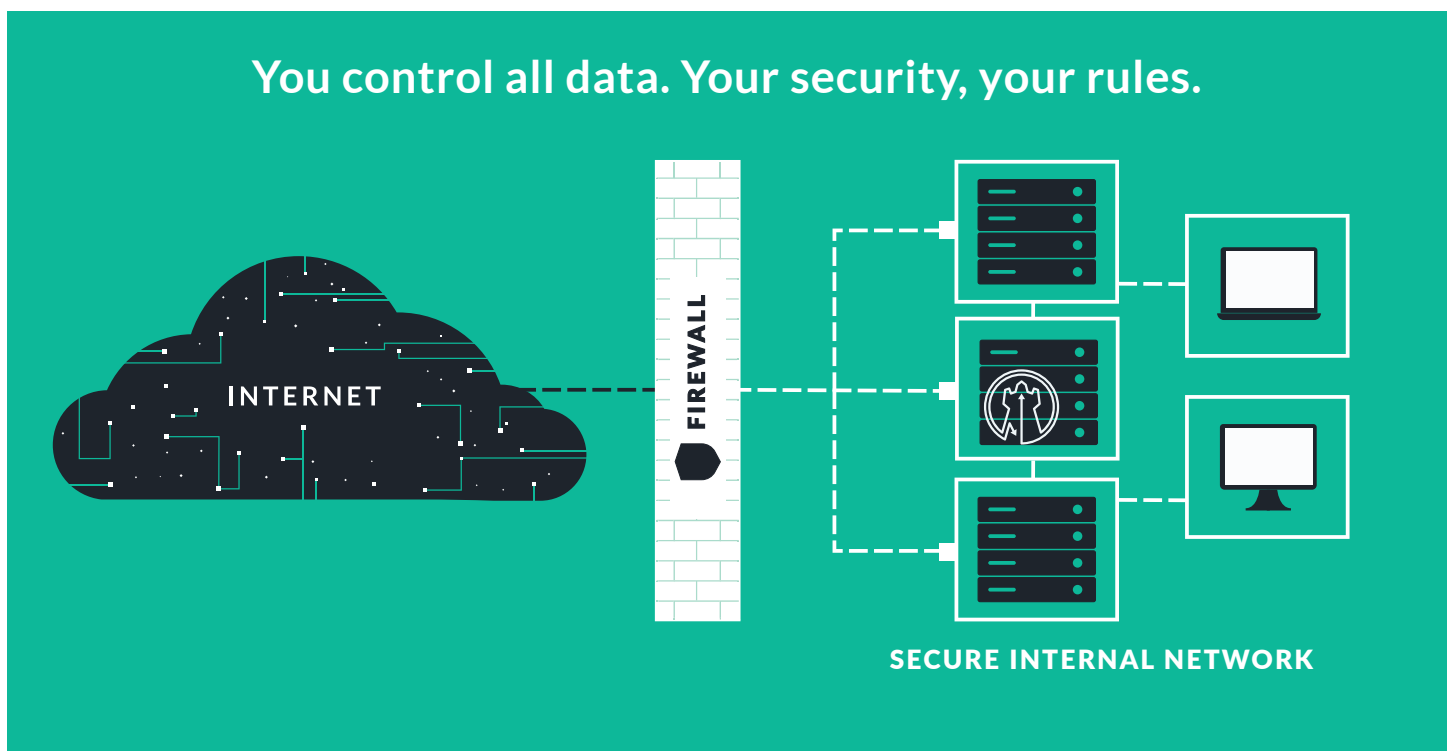 You control all data. Your security, your rules.
INTERNET
FIREWALL
SECURE INTERNAL NETWORK